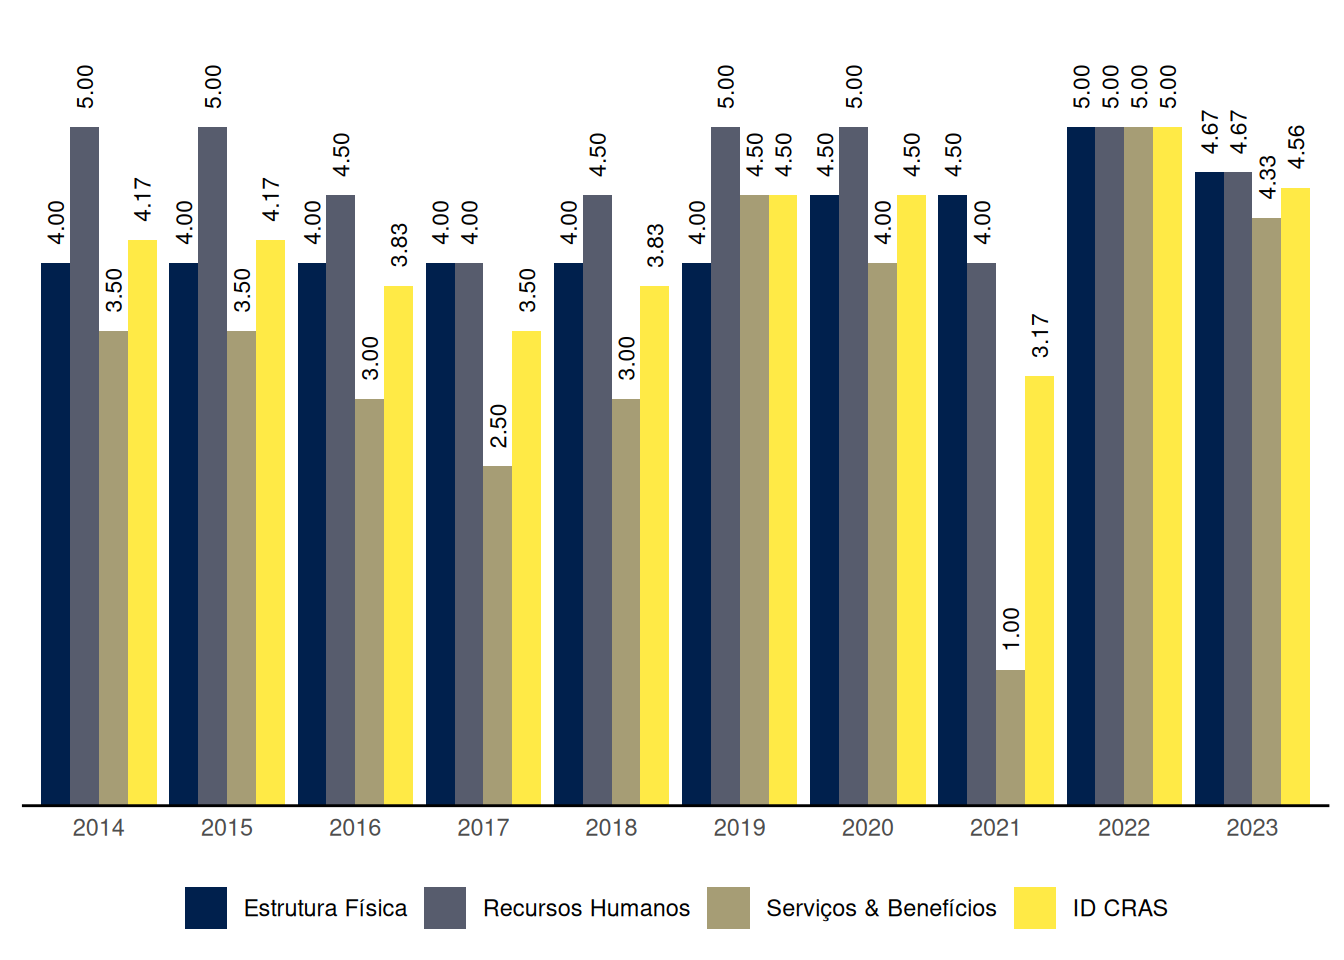 4.00 5.00 3.50 4.17
4.00 5.00 3.50 4.17
4.00 4.50 3.00 3.83
4.00 4.00 2.50 3.50
4.00 4.50 3.00 3.83
4.00 5.00 4.50 4.50
4.50 5.00 4.00 4.50
4.50 4.00 1.00 3.17
5.00 5.00 5.00 5.00
4.67 4.67 4.33 4.56
2014 2015 2016 2017 2018 2019 2020 2021 2022 2023
Estrutura Física Recursos Humanos Serviços & Benefícios ID CRAS